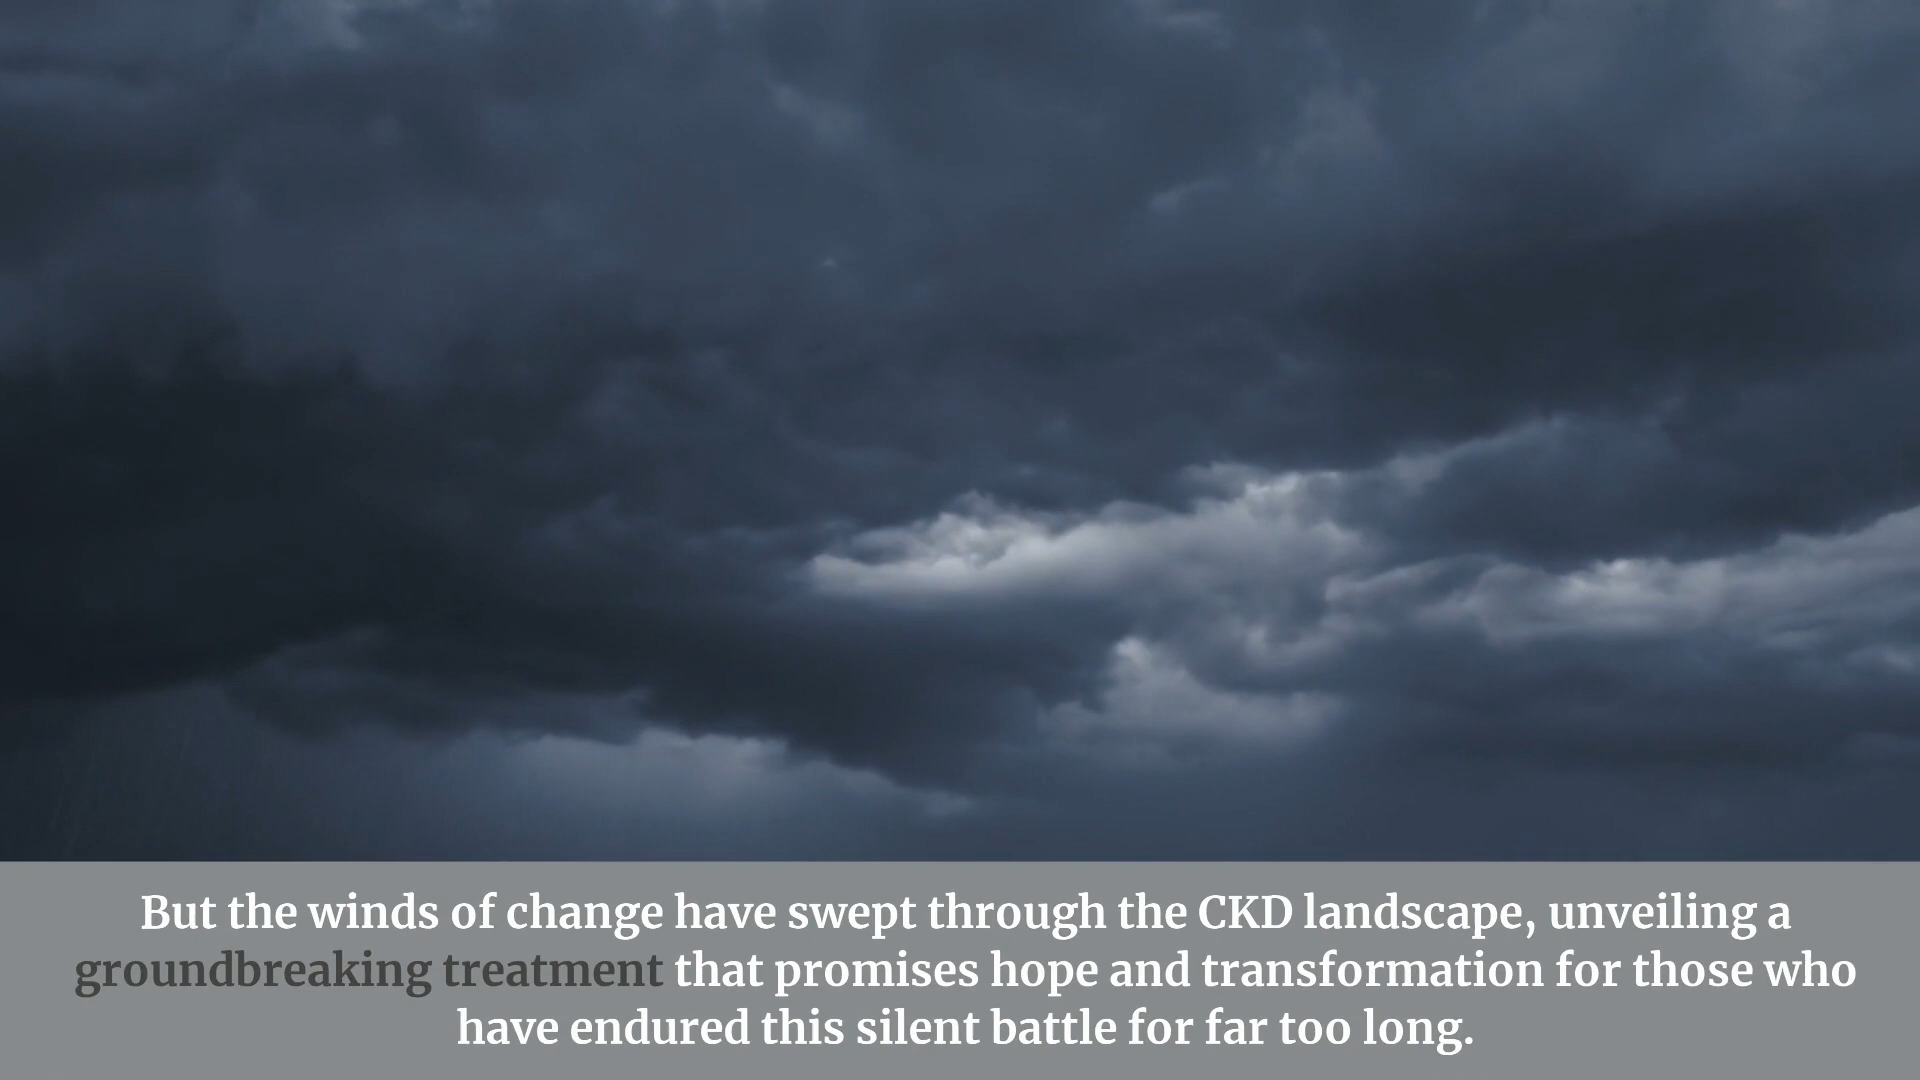 But the winds of change have swept through the CKD landscape, unveiling a
groundbreaking treatment that promises hope and transformation for those who
have endured this silent battle for far too long.